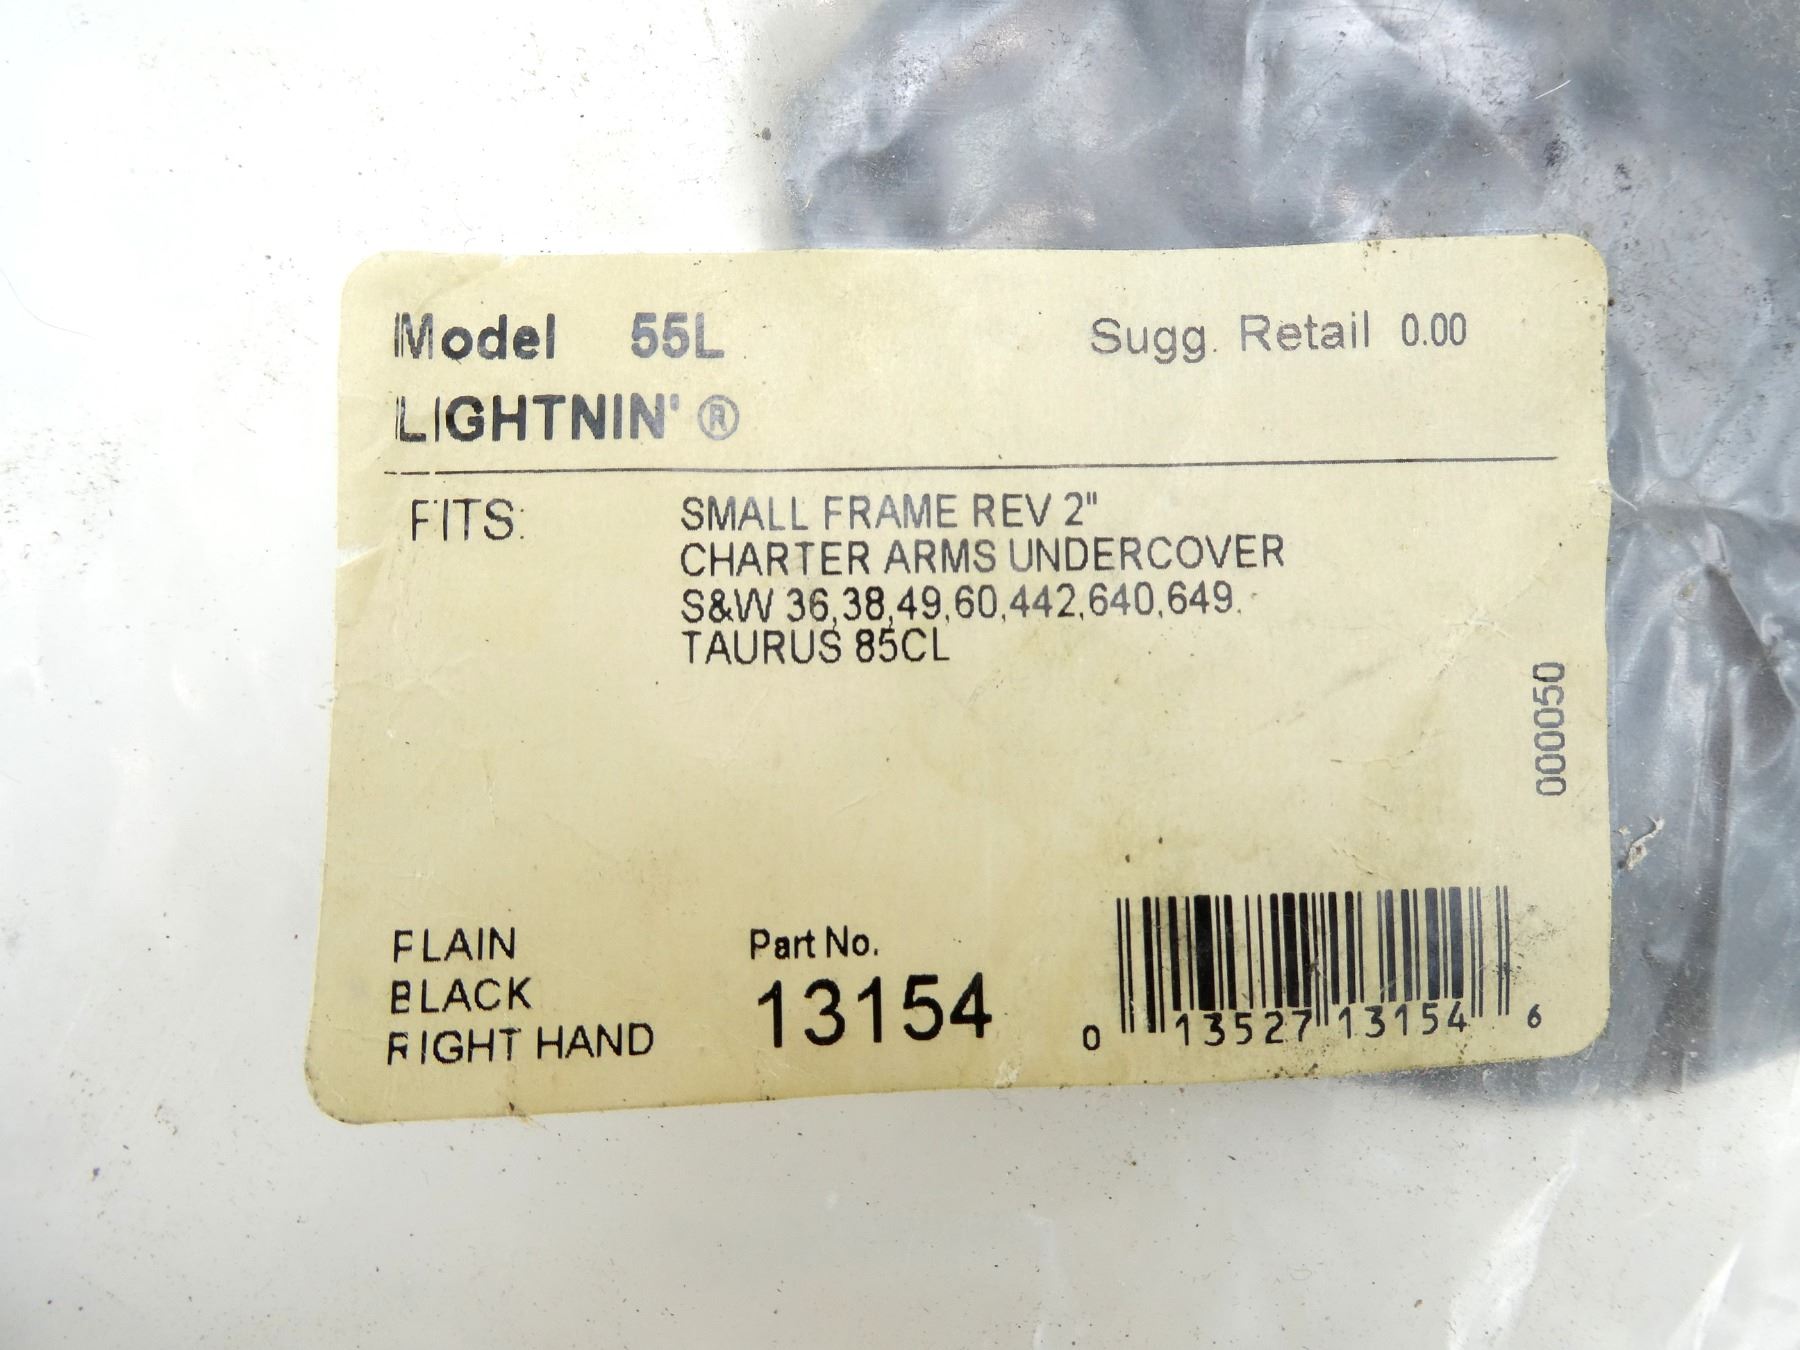 Model 55L Sugg. Retail 0.00
LIGHTNIN' ®
FITS: SMALL FRAME REV 2"
CHARTER ARMS UNDERCOVER
S&W 36,38,49,60,442,640,649.
TAURUS 85CL
000050
PLAIN
BLACK
RIGHT HAND
Part No.
13154
0 13527 13154 6